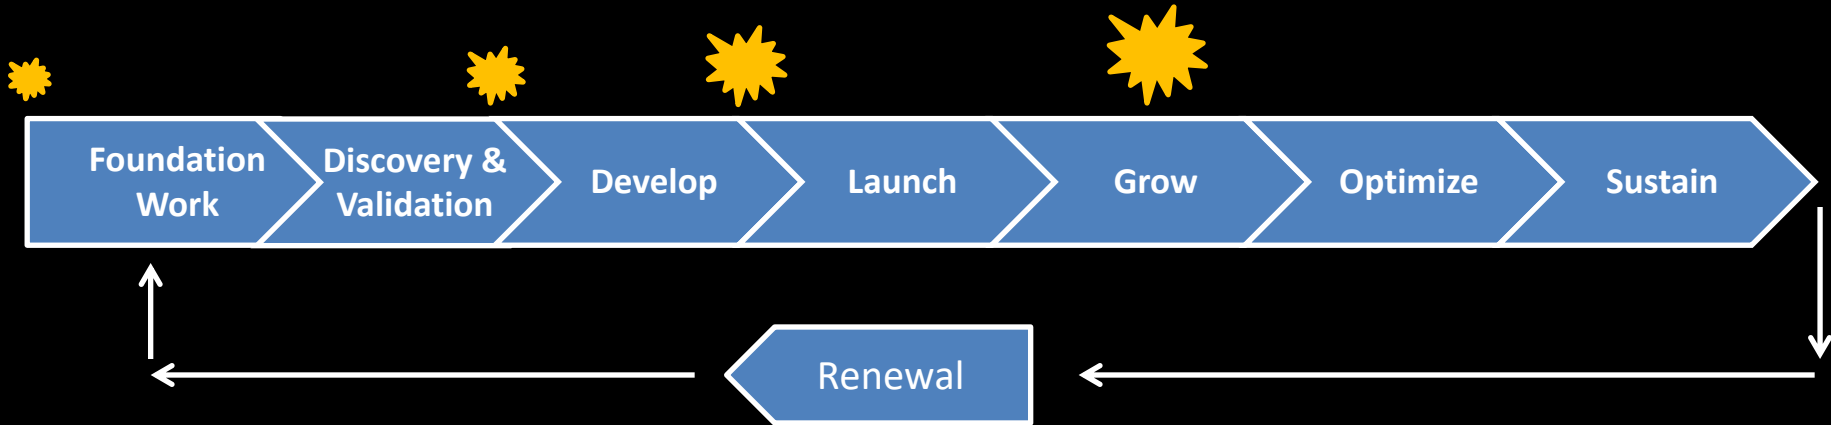 Foundation
Work
Discovery &
Validation
Develop
Launch
Grow
Optimize
Sustain
Renewal